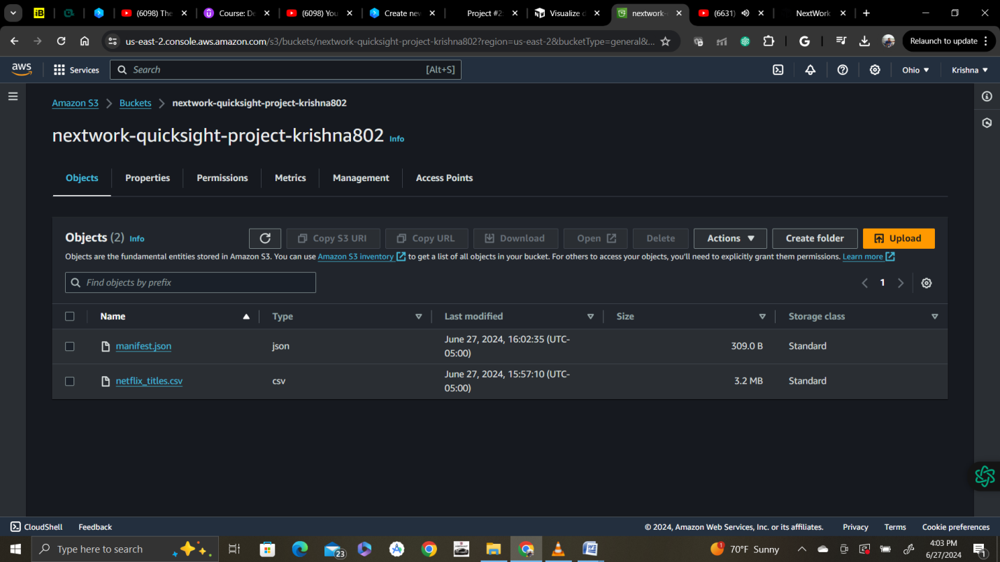 iB
(6098) The
Course: De
(6098) You
Create nev
Project #2:
Visualize d
nextwork-
(6631)
NextWork
us-east-2.console.aws.amazon.com/s3/buckets/nextwork-quicksight-project-krishna802?region=us-east-2&bucketType=general&...
G
Relaunch to update
aws
Services
Search
[Alt+S]
Ohio ▼
Krishna ▼
Amazon S3 > Buckets > nextwork-quicksight-project-krishna802
nextwork-quicksight-project-krishna802 Info
Objects
Properties
Permissions
Metrics
Management
Access Points
Objects (2) Info
Copy S3 URI
Copy URL
Download
Open
Delete
Actions ▼
Create folder
Upload
Objects are the fundamental entities stored in Amazon S3. You can use Amazon S3 inventory to get a list of all objects in your bucket. For others to access your objects, you'll need to explicitly grant them permissions. Learn more
Find objects by prefix
1
Name
Type
Last modified
Size
Storage class
manifest.json
json
June 27, 2024, 16:02:35 (UTC-
05:00)
309.0 B
Standard
netflix_titles.csv
csv
June 27, 2024, 15:57:10 (UTC-
05:00)
3.2 MB
Standard
CloudShell
Feedback
© 2024, Amazon Web Services, Inc. or its affiliates.
Privacy
Terms
Cookie preferences
Type here to search
23
1
70°F Sunny
4:03 PM
6/27/2024
1